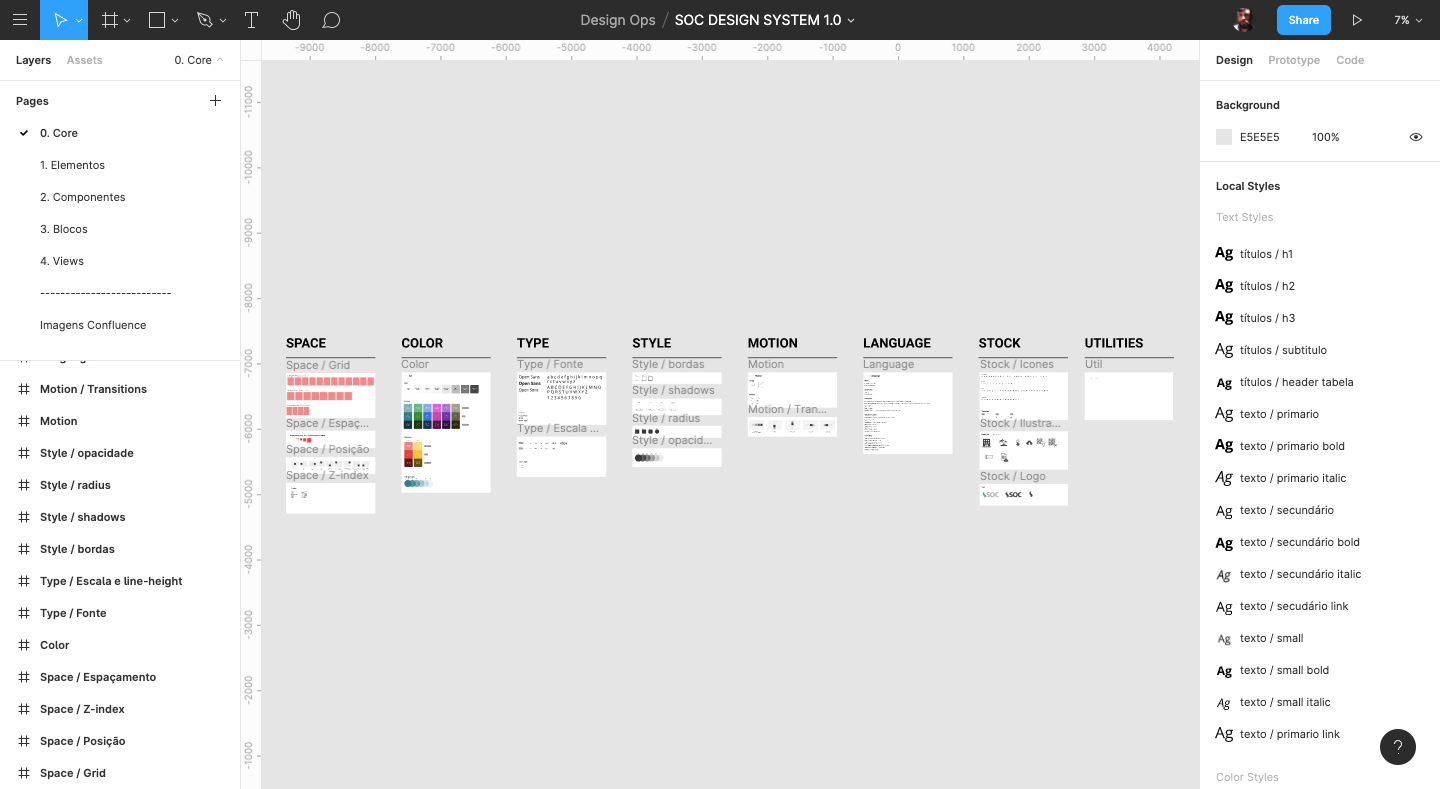 Design Ops / SOC DESIGN SYSTEM 1.0
Share
7%
Layers Assets 0. Core
Pages
0. Core
1. Elementos
2. Componentes
3. Blocos
4. Views
--------------------------
Imagens Confluence
Motion / Transitions
Motion
Style / opacidade
Style / radius
Style / shadows
Style / bordas
Type / Escala e line-height
Type / Fonte
Color
Space / Espaçamento
Space / Z-index
Space / Posição
Space / Grid
-9000 -8000 -7000 -6000 -5000 -4000 -3000 -2000 -1000 0 1000 2000 3000 4000
-11000
-10000
-9000
-8000
-7000
-6000
-5000
-4000
-3000
-2000
-1000
SPACE
Space / Grid
Space / Espaç...
Space / Posição
Space / Z-index
COLOR
Color
TYPE
Type / Fonte
Open Sans
Open Sans
Open Sans
a b c d e f g h i j k l m n o p q
r s t u v w x y z
A B C D E F G H I J K L M N O
P Q R S T U V W X Y Z
1 2 3 4 5 6 7 8 9 0
Type / Escala ...
STYLE
Style / bordas
Style / shadows
Style / radius
Style / opacid...
MOTION
Motion
Motion / Tran...
LANGUAGE
Language
STOCK
Stock / Icones
Stock / Ilustra...
Stock / Logo
SOC
SOC
UTILITIES
Util
Design Prototype Code
Background
E5E5E5 100%
Local Styles
Text Styles
Ag títulos / h1
Ag títulos / h2
Ag títulos / h3
Ag títulos / subtitulo
Ag títulos / header tabela
Ag texto / primario
Ag texto / primario bold
Ag texto / primario italic
Ag texto / secundário
Ag texto / secundário bold
Ag texto / secundário italic
Ag texto / secudário link
Ag texto / small
Ag texto / small bold
Ag texto / small italic
Ag texto / primario link
Color Styles
?